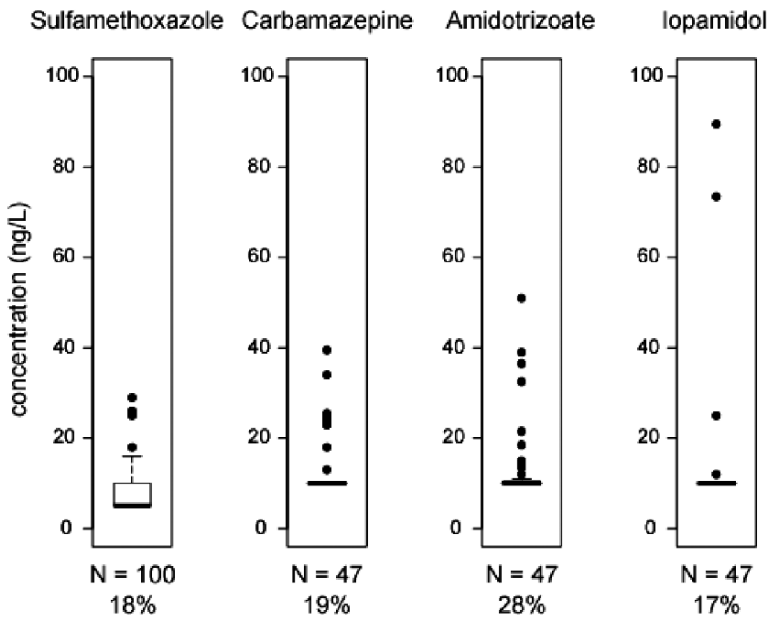 Sulfamethoxazole Carbamazepine Amidotrizoate Iopamidol
concentration (ng/L)
100 100 100 100
80 80 80 80
60 60 60 60
40 40 40 40
20 20 20 20
0 0 0 0
N = 100 N = 47 N = 47 N = 47
18% 19% 28% 17%